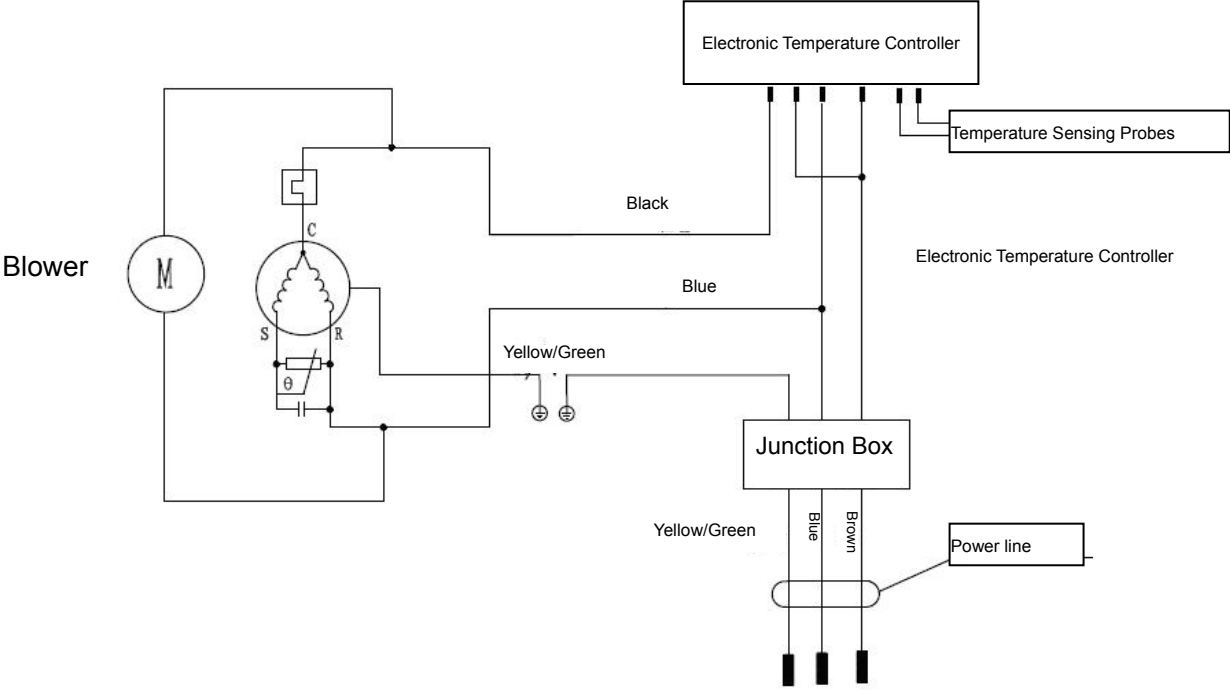 Electronic Temperature Controller
Temperature Sensing Probes
Black
C
Blower
M
Electronic Temperature Controller
Blue
S
R
Yellow/Green
θ
Junction Box
Yellow/Green
Blue
Brown
Power line